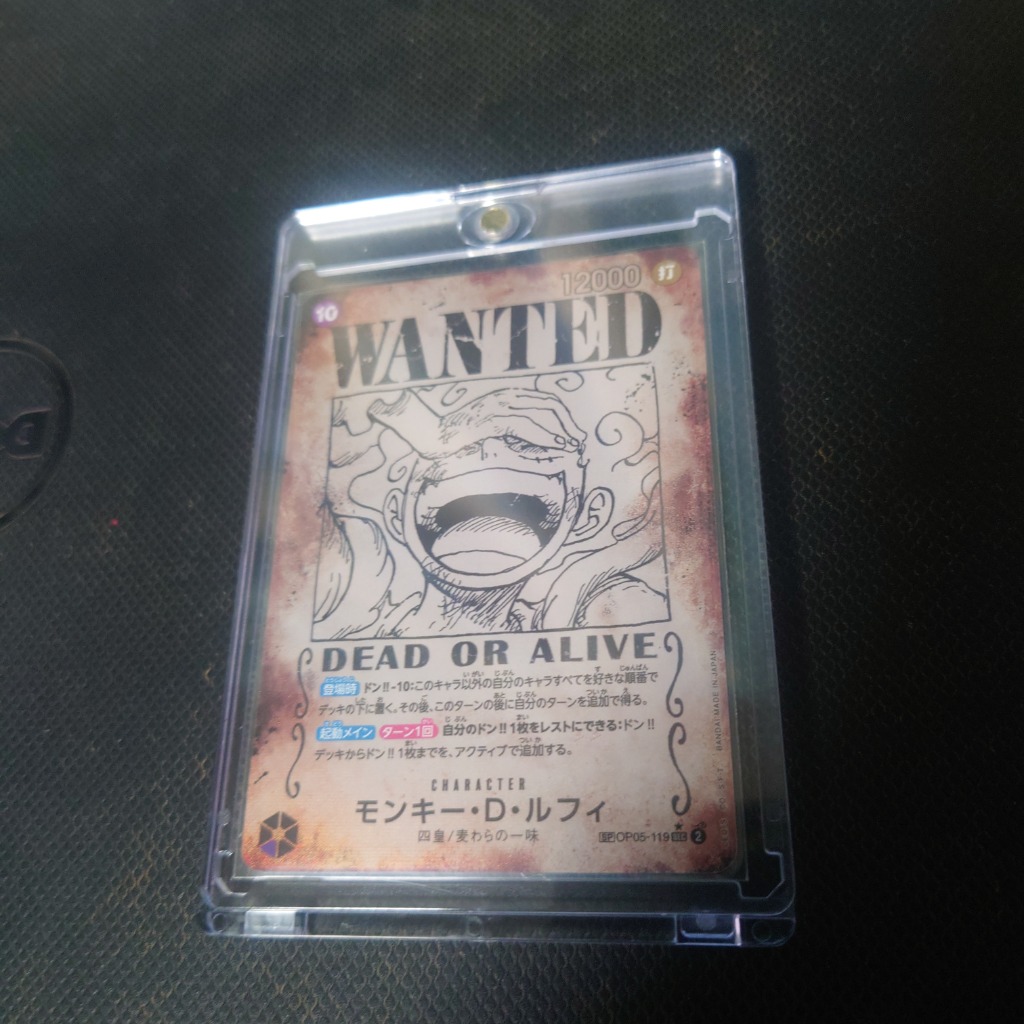 12000 打
10
WANTED
DEAD OR ALIVE
登場時 ドン!!-10:このキャラ以外の自分のキャラすべてを好きな順番で
デッキの下に置く。その後、このターンの後に自分のターンを追加で得る。
起動メイン ターン1回 自分のドン!!1枚をレストにできる:ドン!!
デッキからドン!!1枚までを、アクティブで追加する。
CHARACTER
モンキー・D・ルフィ
四皇/麦わらの一味
SP OP05-119 SEC 2
BANDAI MADE IN JAPAN